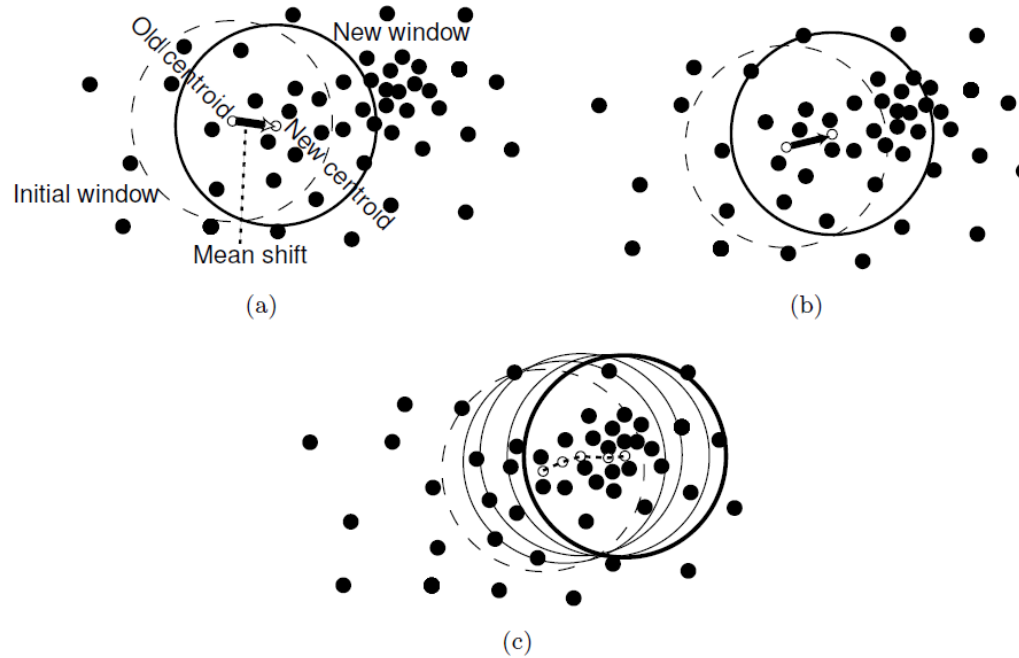 New window
Old centroid
New centroid
Initial window
Mean shift
(a)
(b)
(c)